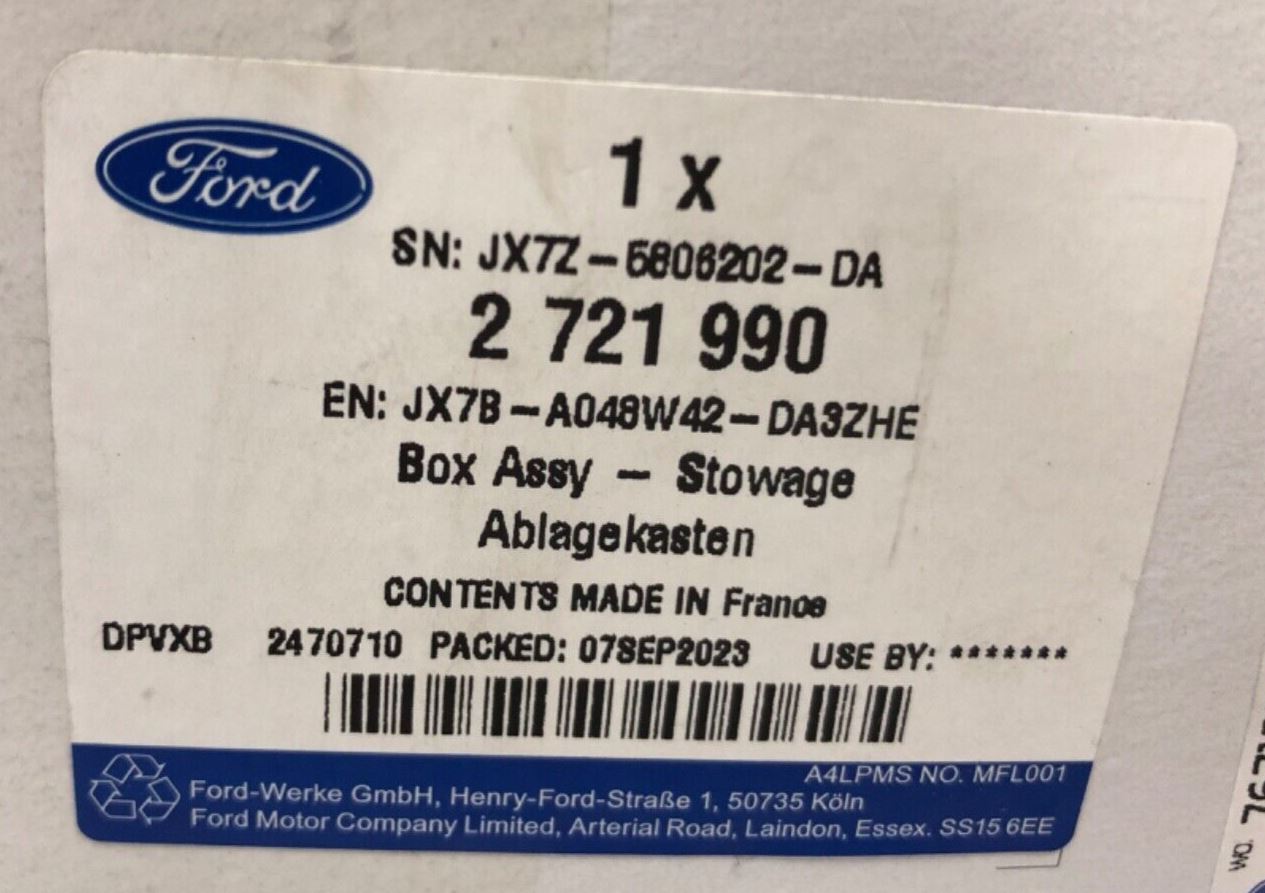 Ford
1 x
SN: JX7Z-5806202-DA
2 721 990
EN: JX7B-A048W42-DA3ZHE
Box Assy - Stowage
Ablagekasten
CONTENTS MADE IN France
DPVXB 2470710 PACKED: 07SEP2023 USE BY: *******
A4LPMS NO. MFL001
Ford-Werke GmbH, Henry-Ford-Straße 1, 50735 Köln
Ford Motor Company Limited, Arterial Road, Laindon, Essex. SS15 6EE